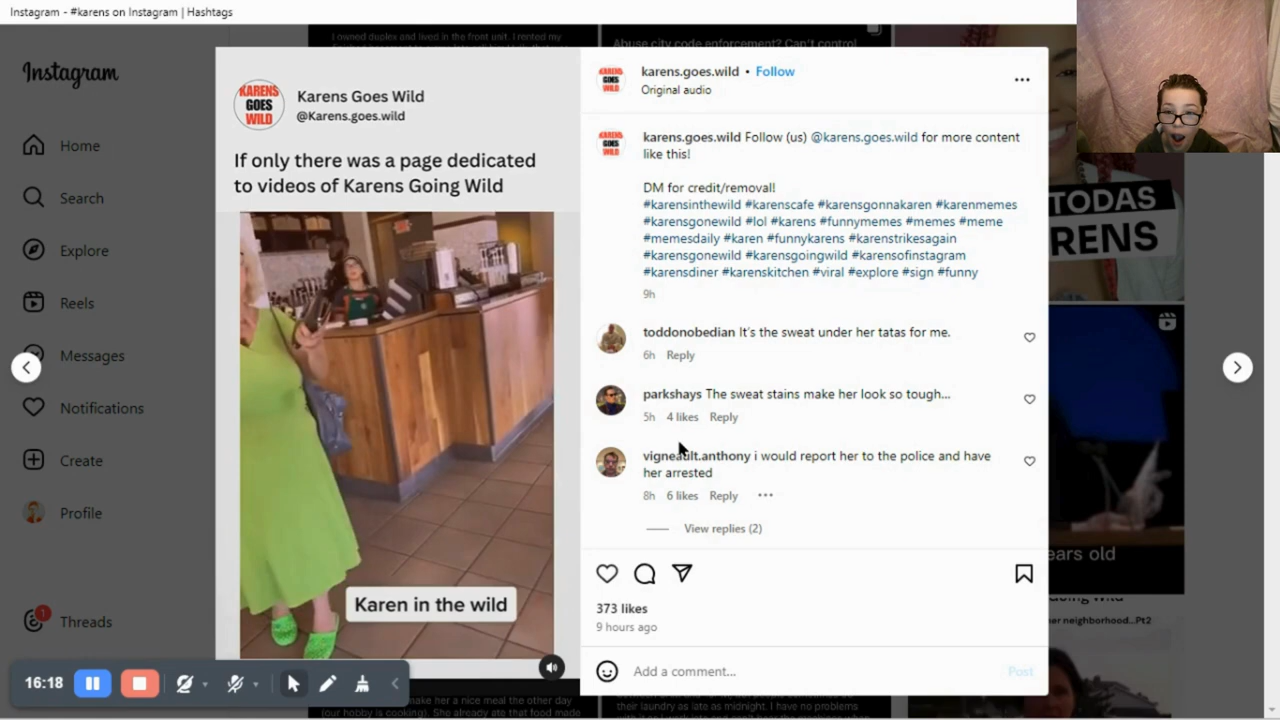 Instagram - #karens on Instagram | Hashtags
I owned duplex and lived in the front unit. I rented my
Abuse city code enforcement? Can't control
Instagram
Home
Search
Explore
Reels
Messages
Notifications
Create
Profile
1
Threads
KARENS
GOES
WILD
Karens Goes Wild
@Karens.goes.wild
If only there was a page dedicated
to videos of Karens Going Wild
Karen in the wild
KARENS
GOES
WILD
karens.goes.wild • Follow
Original audio
KARENS
GOES
WILD
karens.goes.wild Follow (us) @karens.goes.wild for more content
like this!
DM for credit/removal!
#karensinthewild #karenscafe #karensgonnakaren #karenmemes
#karensgonewild #lol #karens #funnymemes #memes #meme
#memesdaily #karen #funnykarens #karenstrikesagain
#karensgonewild #karensgoingwild #karensofinstagram
#karensdiner #karenskitchen #viral #explore #sign #funny
9h
toddonobedian It's the sweat under her tatas for me.
6h Reply
parkshays The sweat stains make her look so tough...
5h 4 likes Reply
vigneault.anthony i would report her to the police and have
her arrested
8h 6 likes Reply
View replies (2)
373 likes
9 hours ago
Add a comment...
Post
TODAS
RENS
ears old
Going Wild
er neighborhood...Pt2
16:18
make her a nice meal the other day
(our hobby is cooking). She already ate that food made
their laundry as late as midnight. I have no problems